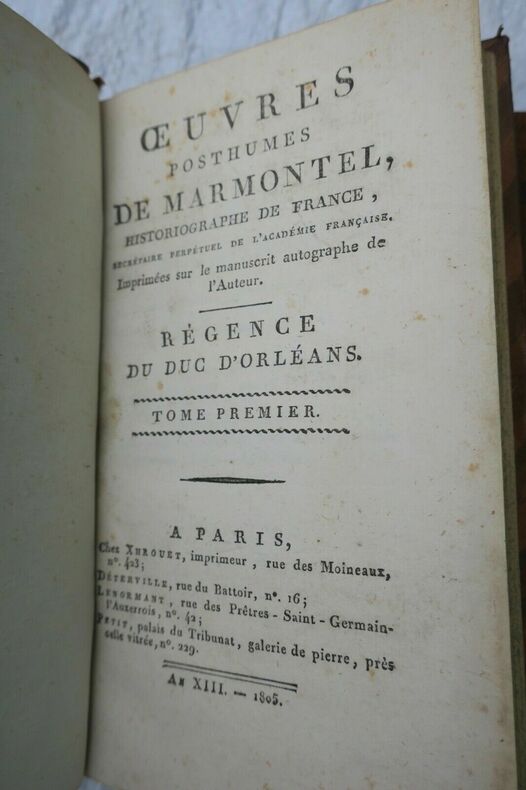 ŒUVRES
POSTHUMES
DE MARMONTEL,
HISTORIOGRAPHE DE FRANCE,
SECRÉTAIRE PERPÉTUEL DE L'ACADÉMIE FRANÇAISE.
Imprimées sur le manuscrit autographe de
l'Auteur.
RÉGENCE
DU DUC D'ORLÉANS.
TOME PREMIER.
A PARIS,
Chez XHROUET, imprimeur, rue des Moineaux,
n°. 423;
DÉTERVILLE, rue du Battoir, n°. 16;
LENORMANT, rue des Prêtres-Saint-Germain-
l'Auxerrois, n°. 42;
PETIT, palais du Tribunat, galerie de pierre, près
celle vitrée, n°. 229.
AN XIII. — 1805.